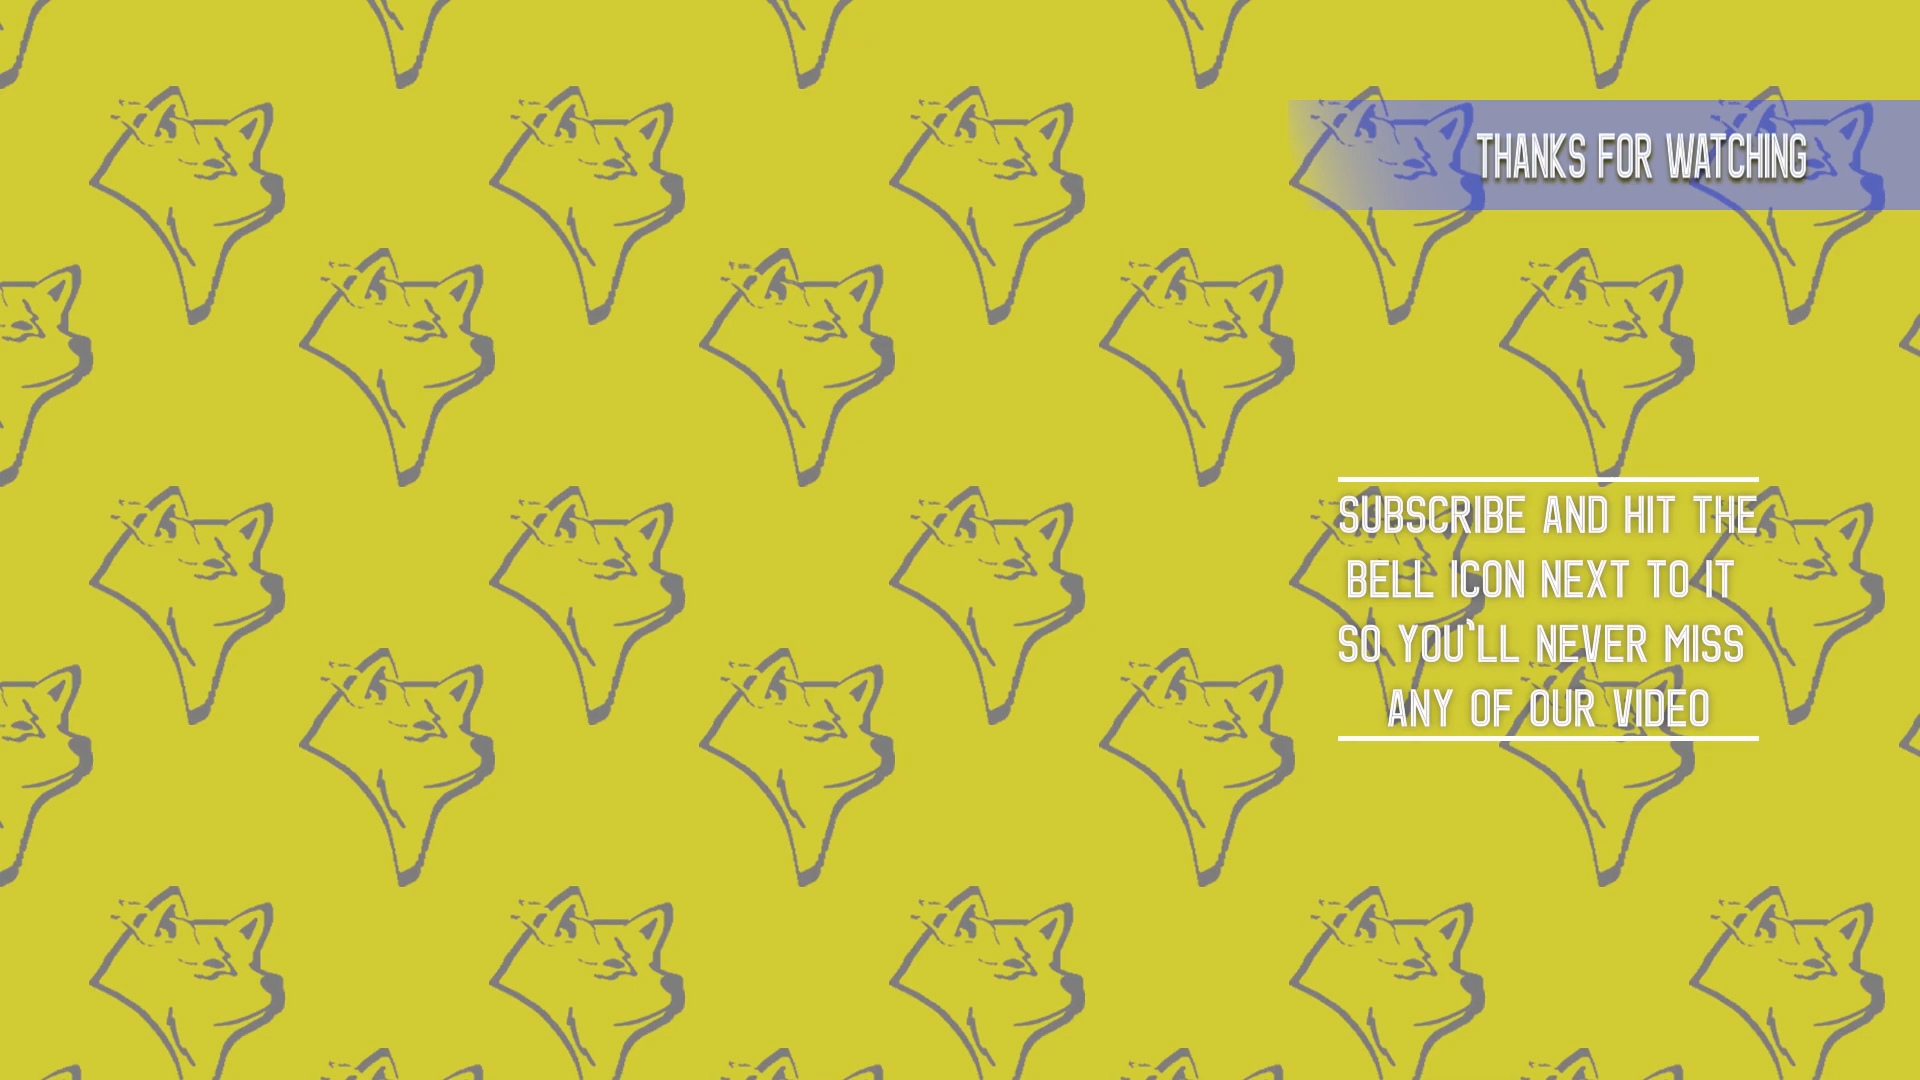 THANKS FOR WATCHING
SUBSCRIBE AND HIT THE
BELL ICON NEXT TO IT
SO YOU'LL NEVER MISS
ANY OF OUR VIDEO